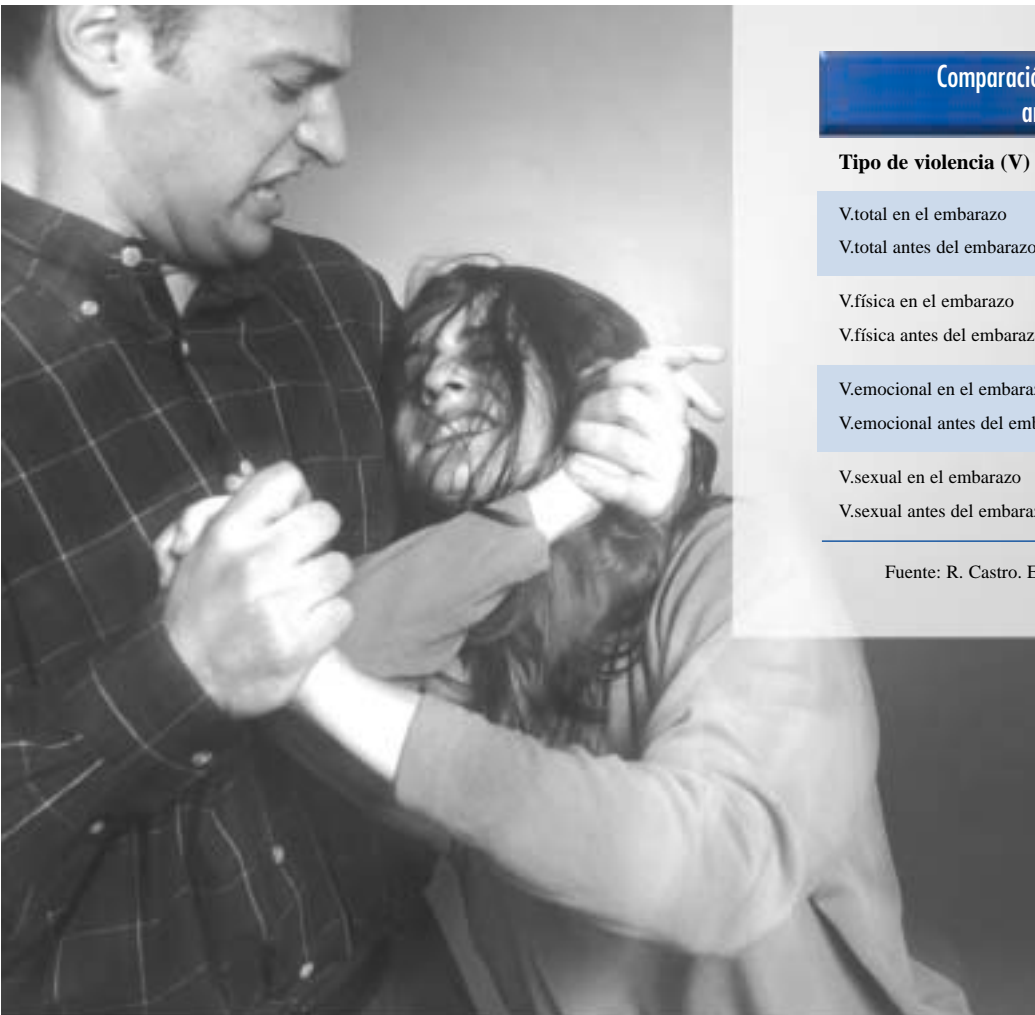 Comparació
an
Tipo de violencia (V)
V.total en el embarazo
V.total antes del embarazo
V.física en el embarazo
V.física antes del embaraz
V.emocional en el embara
V.emocional antes del emb
V.sexual en el embarazo
V.sexual antes del embara
Fuente: R. Castro. E